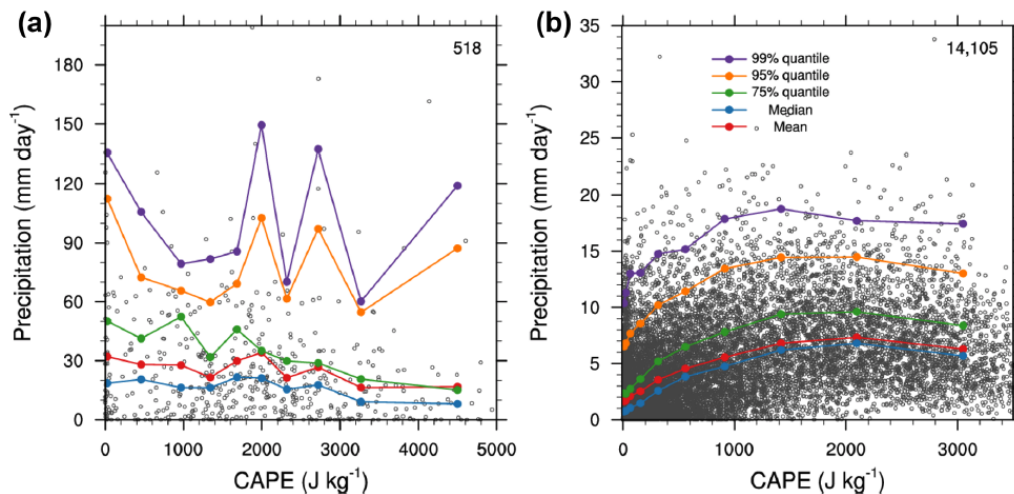 (a)
518
Precipitation (mm day⁻¹)
180
150
120
90
60
30
0
0 1000 2000 3000 4000 5000
CAPE (J kg⁻¹)
(b)
14,105
99% quantile
95% quantile
75% quantile
Median
Mean
Precipitation (mm day⁻¹)
35
30
25
20
15
10
5
0
0 1000 2000 3000
CAPE (J kg⁻¹)